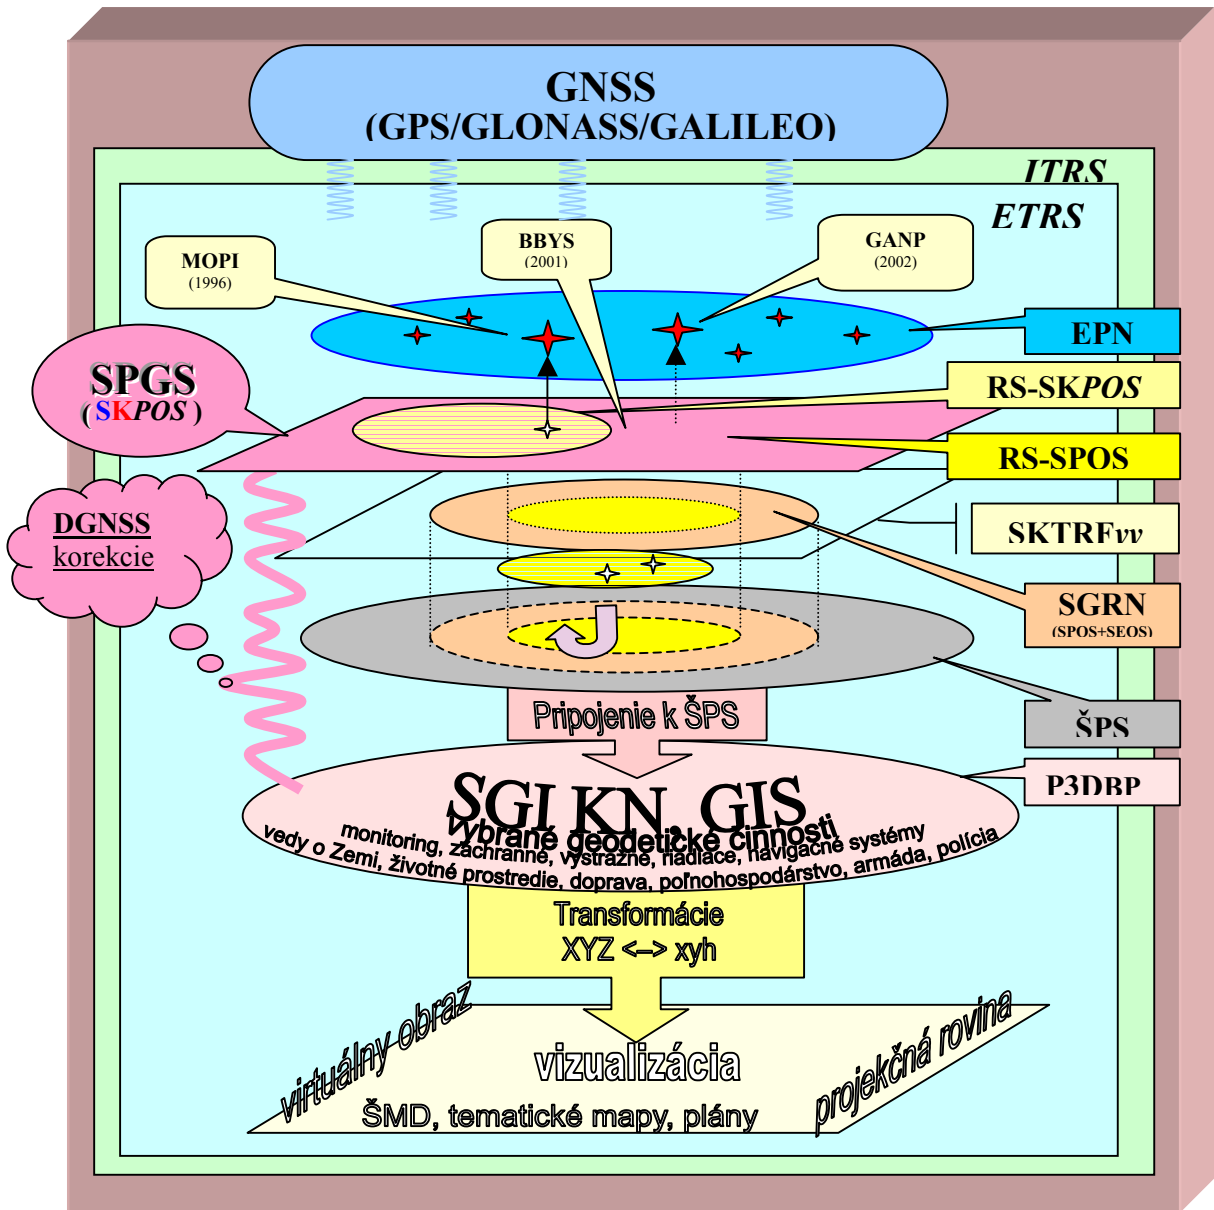 GNSS
(GPS/GLONASS/GALILEO)
ITRS
ETRS
MOPI
(1996)
BBYS
(2001)
GANP
(2002)
EPN
SPGS
(SKPOS)
RS-SKPOS
RS-SPOS
DGNSS
korekcie
SKTRFvv
SGRN
(SPOS+SEOS)
ŠPS
Pripojenie k ŠPS
P3DBP
SGI KN, GIS
vybrané geodetické činnosti
monitoring, záchranné, výstražné, riadiace, navigačné systémy
vedy o Zemi, životné prostredie, doprava, poľnohospodárstvo, armáda, polícia
Transformácie
XYZ <–> xyh
virtuálny obraz
projekčná rovina
vizualizácia
ŠMD, tematické mapy, plány